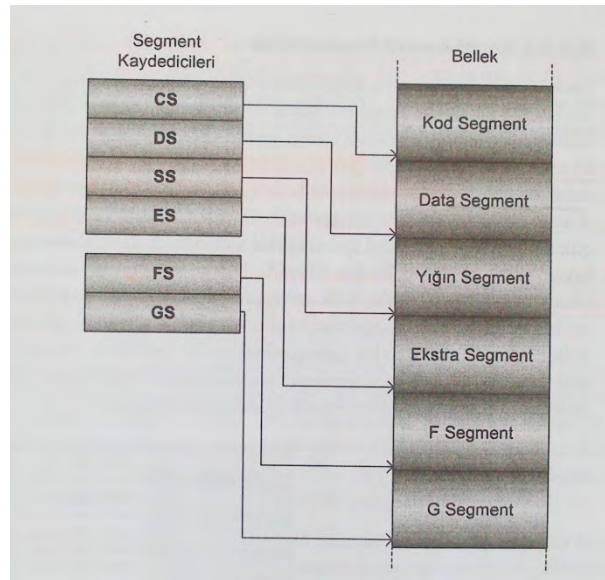 Segment
Kaydedicileri
CS
DS
SS
ES
FS
GS
Bellek
Kod Segment
Data Segment
Yığın Segment
Ekstra Segment
F Segment
G Segment